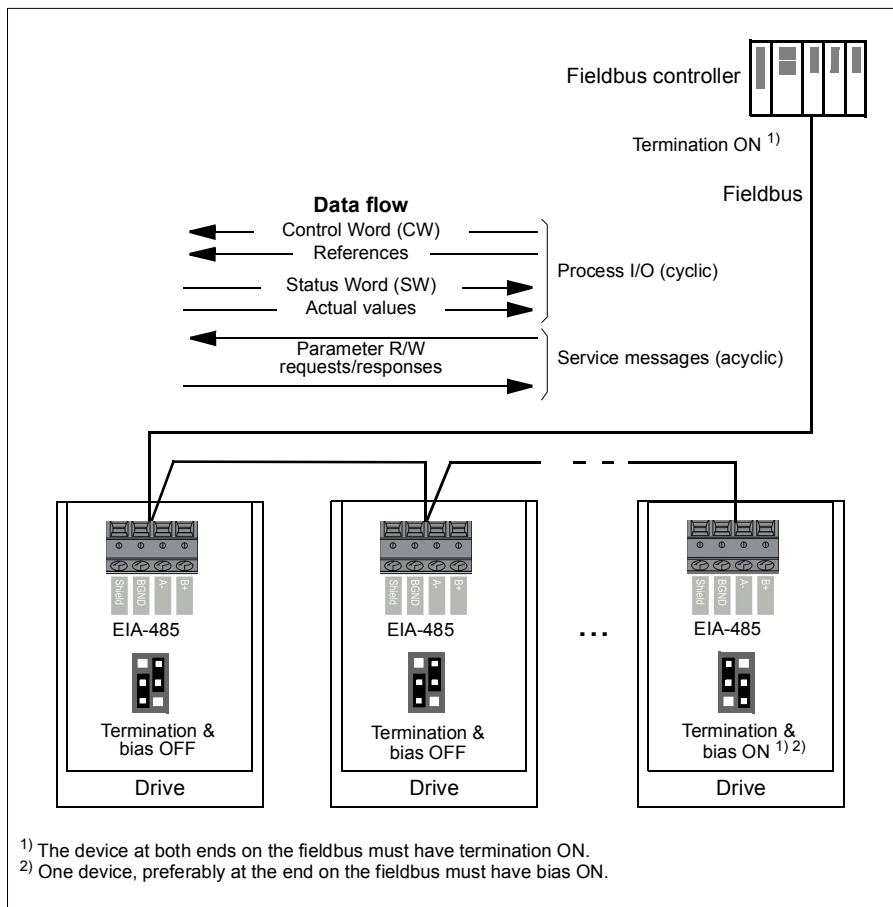 Fieldbus controller
Termination ON 1)
Fieldbus
Data flow
Control Word (CW)
References
Status Word (SW)
Actual values
Process I/O (cyclic)
Parameter R/W
requests/responses
Service messages (acyclic)
Shield
BGND
A-
B+
EIA-485
Termination &
bias OFF
Drive
Shield
BGND
A-
B+
EIA-485
Termination &
bias OFF
Drive
...
Shield
BGND
A-
B+
EIA-485
Termination &
bias ON 1) 2)
Drive
1) The device at both ends on the fieldbus must have termination ON.
2) One device, preferably at the end on the fieldbus must have bias ON.